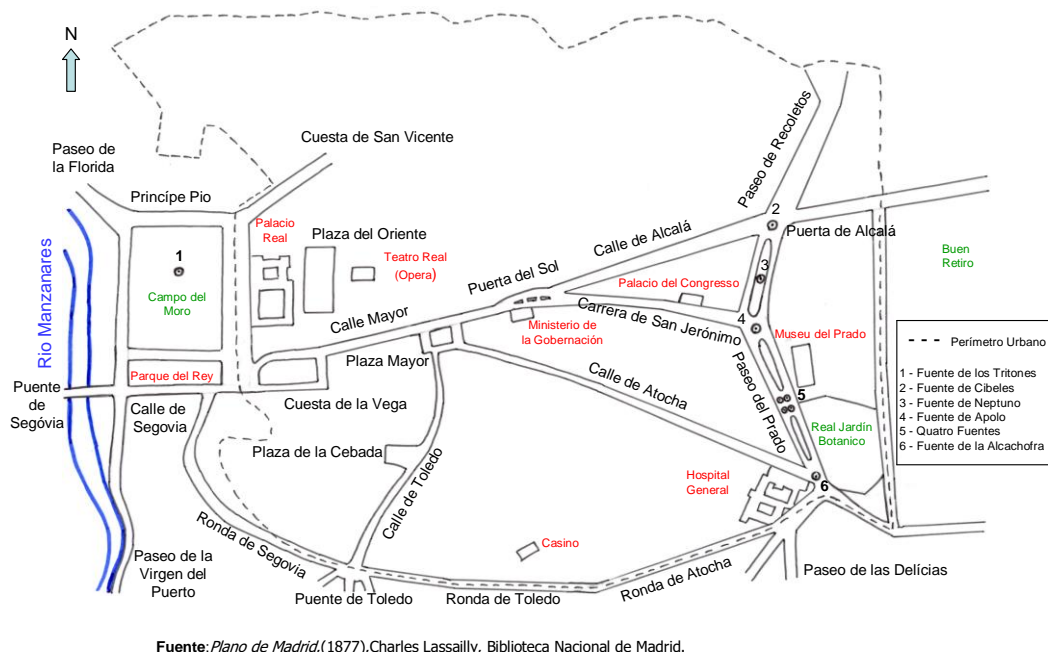 N
Cuesta de San Vicente
Paseo de
la Florida
Princípe Pio
Paseo de Recoletos
2
Puerta de Alcalá
Palacio
Real
Plaza del Oriente
Calle de Alcalá
1
Teatro Real
(Opera)
Puerta del Sol
Buen
Retiro
Rio Manzanares
Campo del
Moro
3
Palacio del Congresso
Calle Mayor
Ministerio de
la Gobernación
Carrera de San Jerónimo
4
Museu del Prado
Plaza Mayor
Parque del Rey
Puente
de
Segóvia
Calle de
Segovia
Cuesta de la Vega
Calle de Atocha
Paseo del Prado
5
Real Jardín
Botanico
Plaza de la Cebada
Calle de Toledo
Hospital
General
6
Ronda de Segovia
Casino
Paseo de la
Virgen del
Puerto
Puente de Toledo
Ronda de Toledo
Ronda de Atocha
Paseo de las Delícias
Perímetro Urbano
1 - Fuente de los Tritones
2 - Fuente de Cibeles
3 - Fuente de Neptuno
4 - Fuente de Apolo
5 - Quatro Fuentes
6 - Fuente de la Alcachofra
Fuente:Plano de Madrid.(1877).Charles Lassailly. Biblioteca Nacional de Madrid.